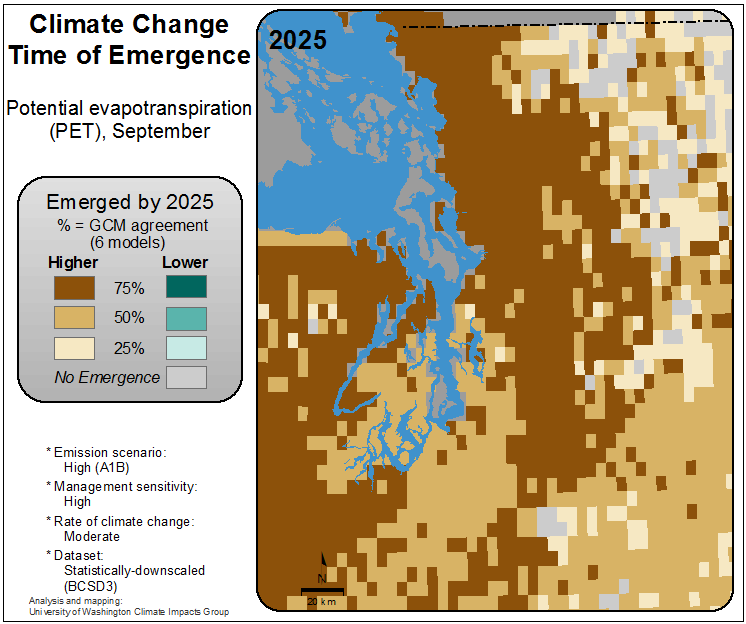 Climate Change
Time of Emergence
Potential evapotranspiration
(PET), September
Emerged by 2025
% = GCM agreement
(6 models)
Higher Lower
75%
50%
25%
No Emergence
* Emission scenario:
High (A1B)
* Management sensitivity:
High
* Rate of climate change:
Moderate
* Dataset:
Statistically-downscaled
(BCSD3)
Analysis and mapping:
University of Washington Climate Impacts Group
2025
N
20 km